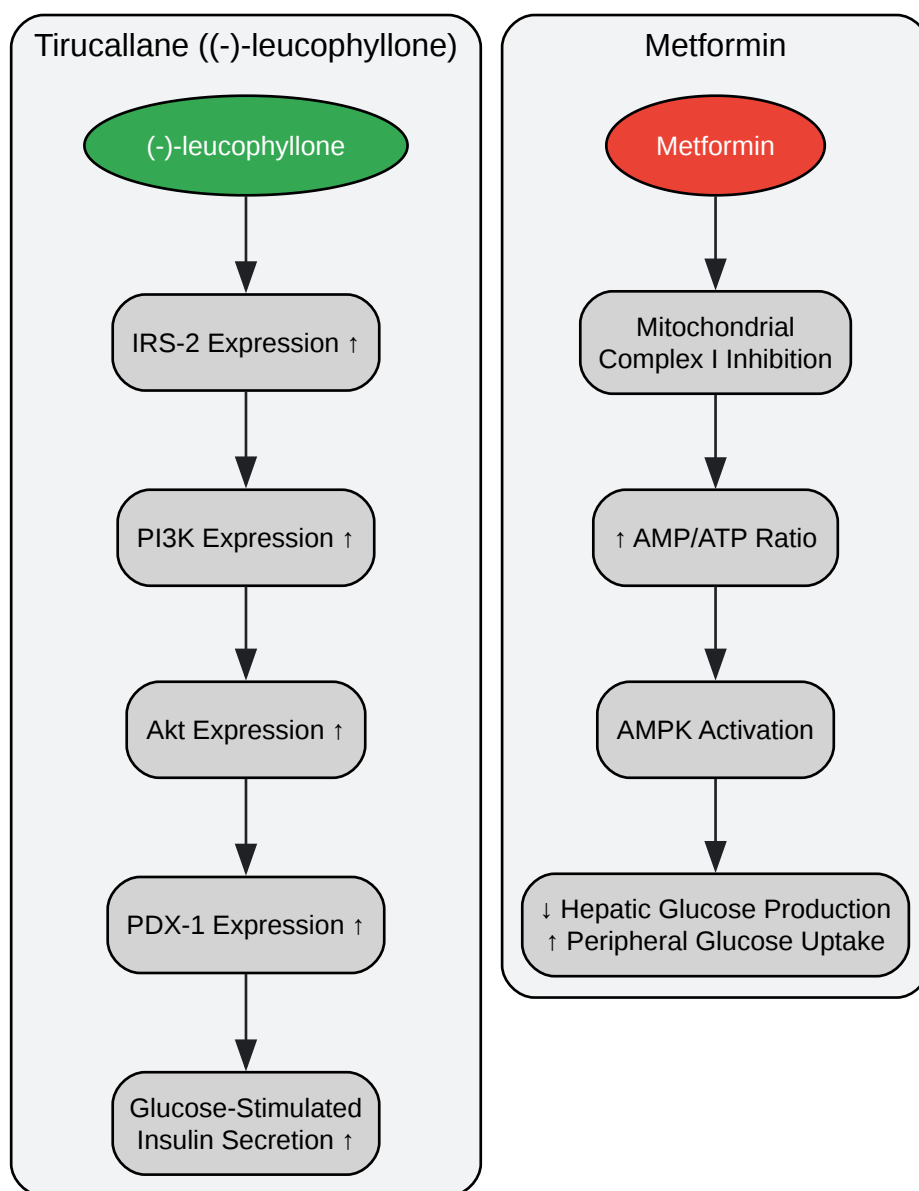 Tirucallane ((-)-leucophyllone)
(-)-leucophyllone
IRS-2 Expression ↑
PI3K Expression ↑
Akt Expression ↑
PDX-1 Expression ↑
Glucose-Stimulated
Insulin Secretion ↑
Metformin
Metformin
Mitochondrial
Complex I Inhibition
↑ AMP/ATP Ratio
AMPK Activation
↓ Hepatic Glucose Production
↑ Peripheral Glucose Uptake